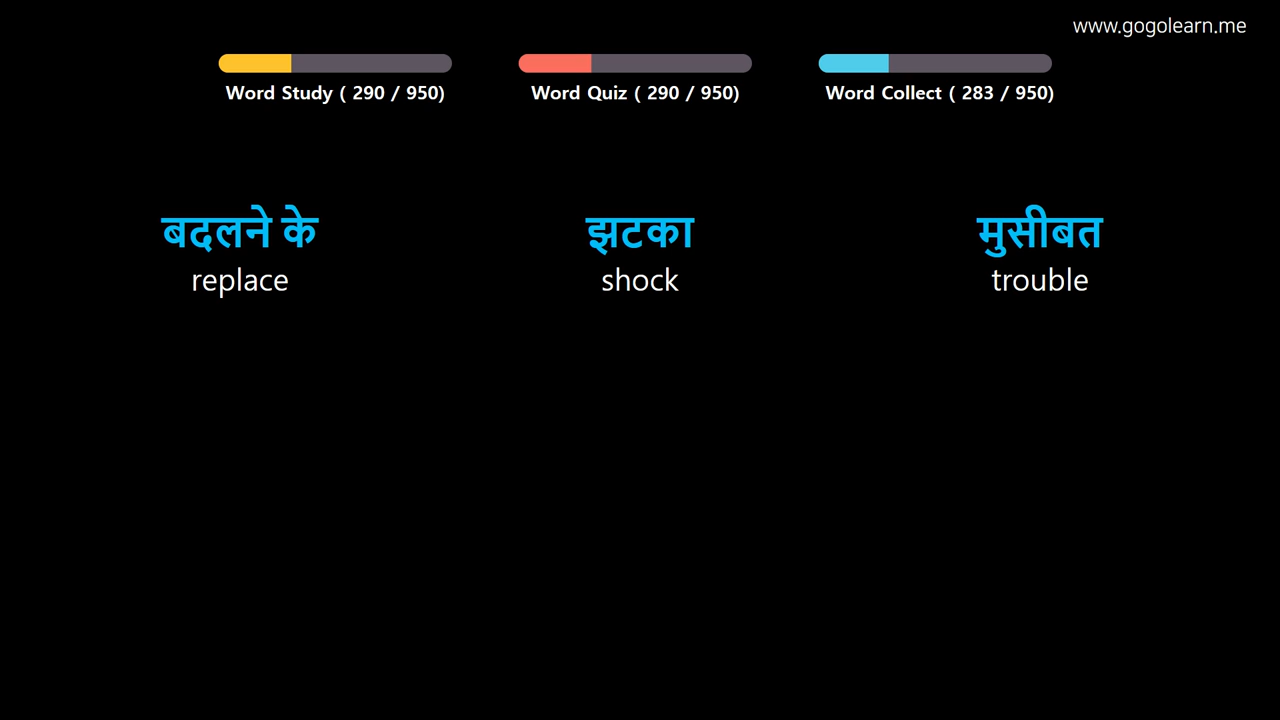 www.gogolearn.me
Word Study ( 290 / 950)
Word Quiz ( 290 / 950)
Word Collect ( 283 / 950)
बदलने के
replace
झटका
shock
मुसीबत
trouble